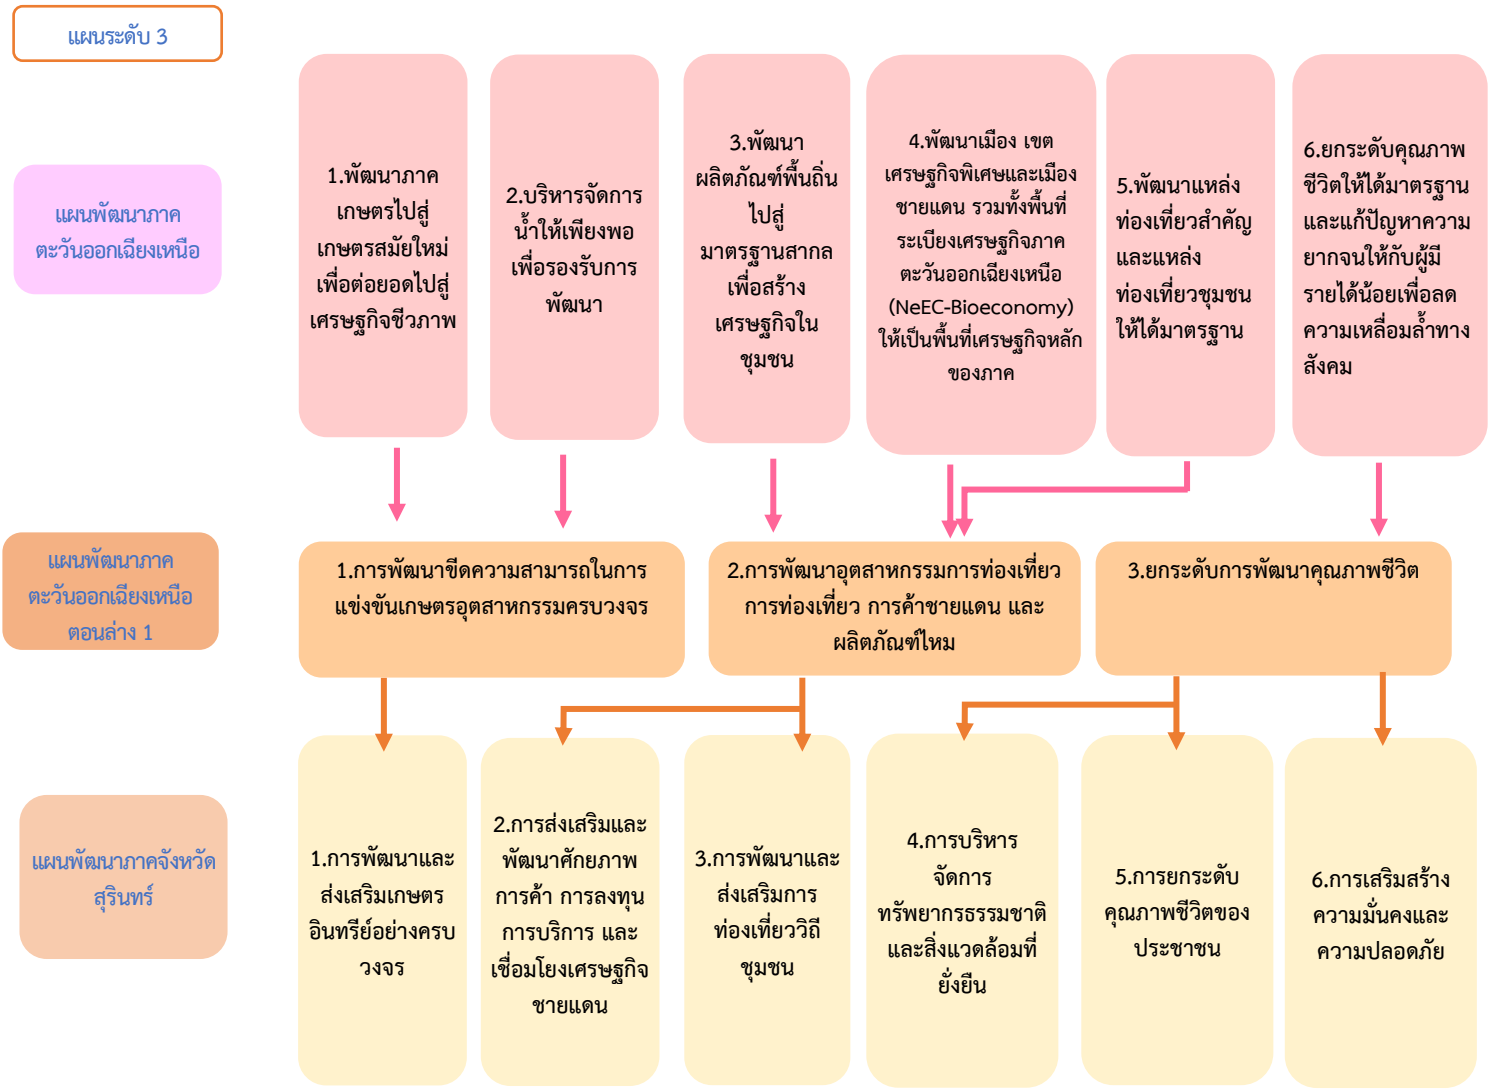 แผนระดับ 3
แผนพัฒนาภาค
ตะวันออกเฉียงเหนือ
1.พัฒนาภาค
เกษตรไปสู่
เกษตรสมัยใหม่
เพื่อต่อยอดไปสู่
เศรษฐกิจชีวภาพ
2.บริหารจัดการ
น้ำให้เพียงพอ
เพื่อรองรับการ
พัฒนา
3.พัฒนา
ผลิตภัณฑ์พื้นถิ่น
ไปสู่
มาตรฐานสากล
เพื่อสร้าง
เศรษฐกิจใน
ชุมชน
4.พัฒนาเมือง เขต
เศรษฐกิจพิเศษและเมือง
ชายแดน รวมทั้งพื้นที่
ระเบียงเศรษฐกิจภาค
ตะวันออกเฉียงเหนือ
(NeEC-Bioeconomy)
ให้เป็นพื้นที่เศรษฐกิจหลัก
ของภาค
5.พัฒนาแหล่ง
ท่องเที่ยวสำคัญ
และแหล่ง
ท่องเที่ยวชุมชน
ให้ได้มาตรฐาน
6.ยกระดับคุณภาพ
ชีวิตให้ได้มาตรฐาน
และแก้ปัญหาความ
ยากจนให้กับผู้มี
รายได้น้อยเพื่อลด
ความเหลื่อมล้ำทาง
สังคม
แผนพัฒนาภาค
ตะวันออกเฉียงเหนือ
ตอนล่าง 1
1.การพัฒนาขีดความสามารถในการ
แข่งขันเกษตรอุตสาหกรรมครบวงจร
2.การพัฒนาอุตสาหกรรมการท่องเที่ยว
การท่องเที่ยว การค้าชายแดน และ
ผลิตภัณฑ์ไหม
3.ยกระดับการพัฒนาคุณภาพชีวิต
แผนพัฒนาภาคจังหวัด
สุรินทร์
1.การพัฒนาและ
ส่งเสริมเกษตร
อินทรีย์อย่างครบ
วงจร
2.การส่งเสริมและ
พัฒนาศักยภาพ
การค้า การลงทุน
การบริการ และ
เชื่อมโยงเศรษฐกิจ
ชายแดน
3.การพัฒนาและ
ส่งเสริมการ
ท่องเที่ยววิถี
ชุมชน
4.การบริหาร
จัดการ
ทรัพยากรธรรมชาติ
และสิ่งแวดล้อมที่
ยั่งยืน
5.การยกระดับ
คุณภาพชีวิตของ
ประชาชน
6.การเสริมสร้าง
ความมั่นคงและ
ความปลอดภัย